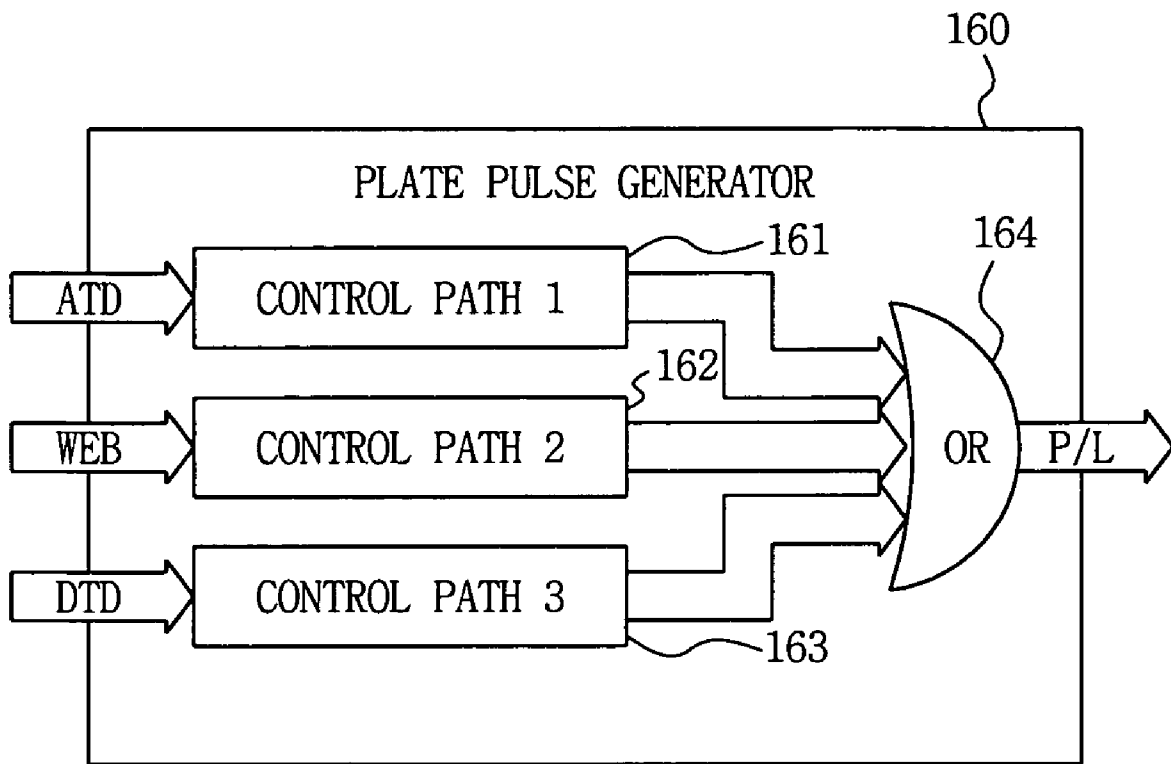 160
PLATE PULSE GENERATOR
161
164
ATD
CONTROL PATH 1
162
WEB
CONTROL PATH 2
OR
P/L
DTD
CONTROL PATH 3
163